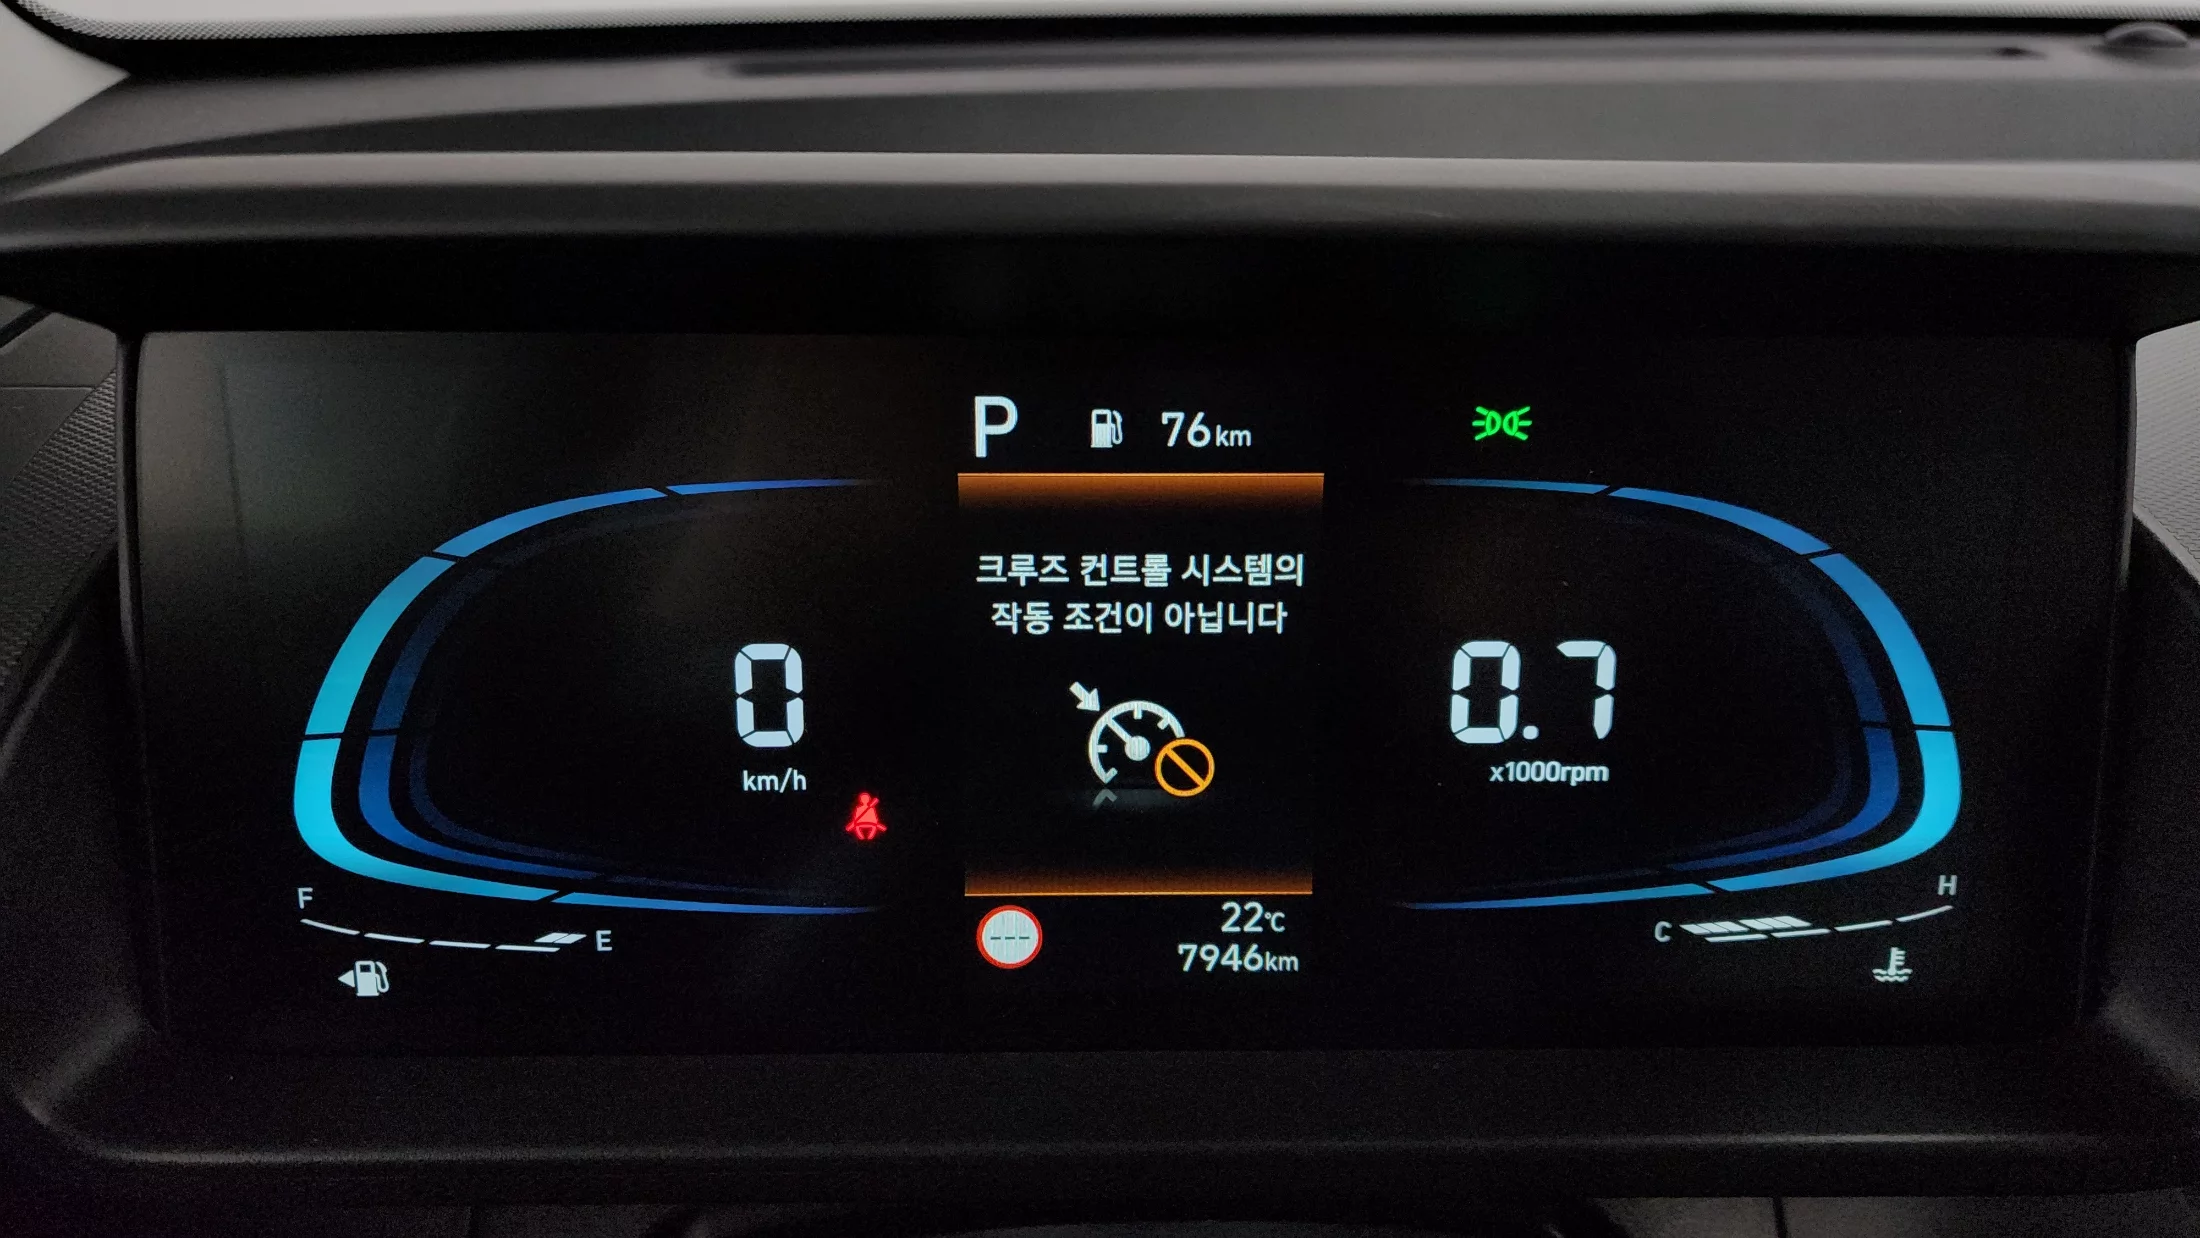 P 76km
크루즈 컨트롤 시스템의
작동 조건이 아닙니다
0
km/h
0.7
x1000rpm
F
E
---
22℃
7946km
C
H